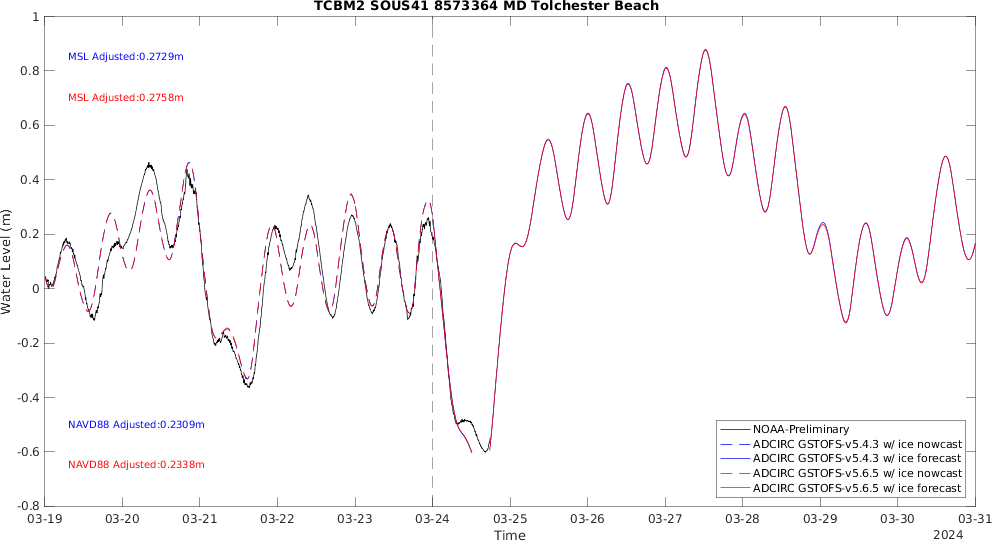 TCBM2 SOUS41 8573364 MD Tolchester Beach
1
0.8
0.6
0.4
0.2
0
-0.2
-0.4
-0.6
-0.8
Water Level (m)
MSL Adjusted:0.2729m
MSL Adjusted:0.2758m
NAVD88 Adjusted:0.2309m
NAVD88 Adjusted:0.2338m
NOAA-Preliminary
ADCIRC GSTOFS-v5.4.3 w/ ice nowcast
ADCIRC GSTOFS-v5.4.3 w/ ice forecast
ADCIRC GSTOFS-v5.6.5 w/ ice nowcast
ADCIRC GSTOFS-v5.6.5 w/ ice forecast
03-19 03-20 03-21 03-22 03-23 03-24 03-25 03-26 03-27 03-28 03-29 03-30 03-31
Time
2024